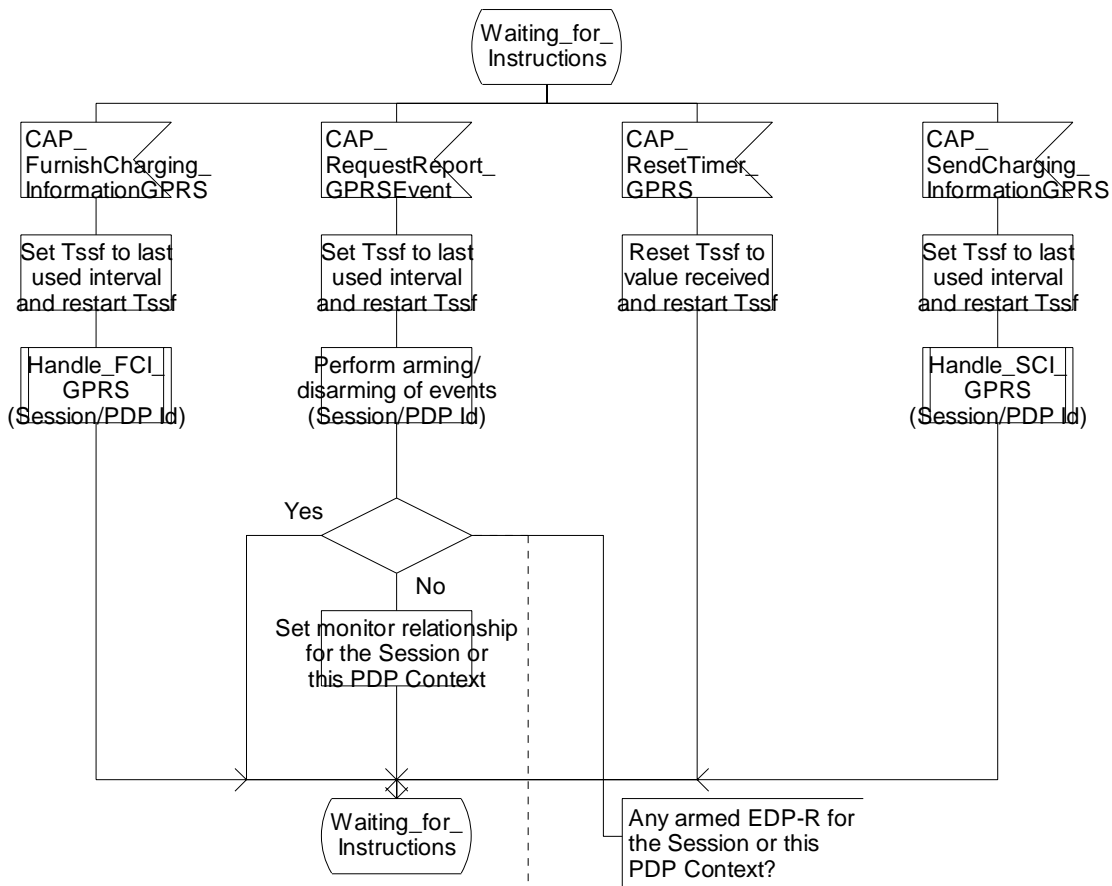 Waiting_for_
Instructions
CAP_
FurnishCharging_
InformationGPRS
CAP_
RequestReport_
GPRSEvent
CAP_
ResetTimer_
GPRS
CAP_
SendCharging_
InformationGPRS
Set Tssf to last
used interval
and restart Tssf
Set Tssf to last
used interval
and restart Tssf
Reset Tssf to
value received
and restart Tssf
Set Tssf to last
used interval
and restart Tssf
Handle_FCI_
GPRS
(Session/PDP Id)
Perform arming/
disarming of events
(Session/PDP Id)
Handle_SCI_
GPRS
(Session/PDP Id)
Yes
No
Set monitor relationship
for the Session or
this PDP Context
Waiting_for_
Instructions
Any armed EDP-R for
the Session or this
PDP Context?